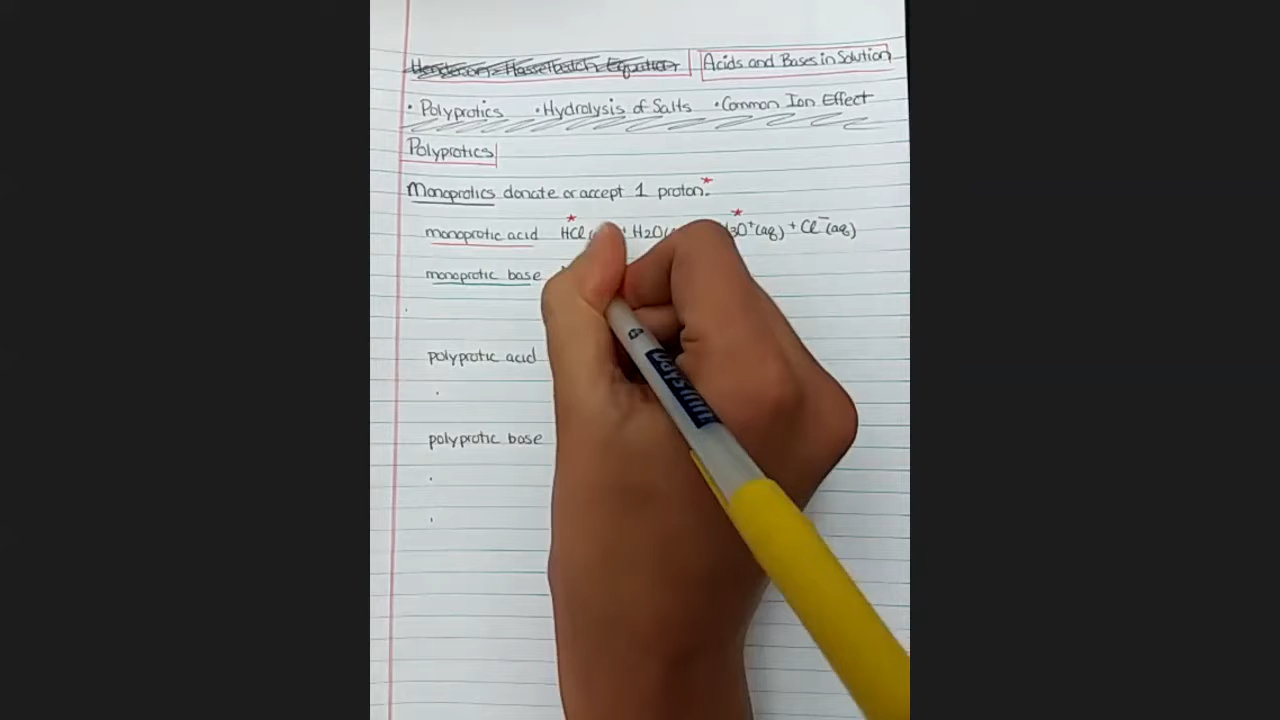 Henderson-Hasselbalch Equation Acids and Bases in Solution
• Polyprotics • Hydrolysis of Salts • Common Ion Effect
Polyprotics
Monoprotics donate or accept 1 proton.
monoprotic acid HCl H2O 3O⁺(aq) + Cl⁻(aq)
monoprotic base
polyprotic acid
polyprotic base